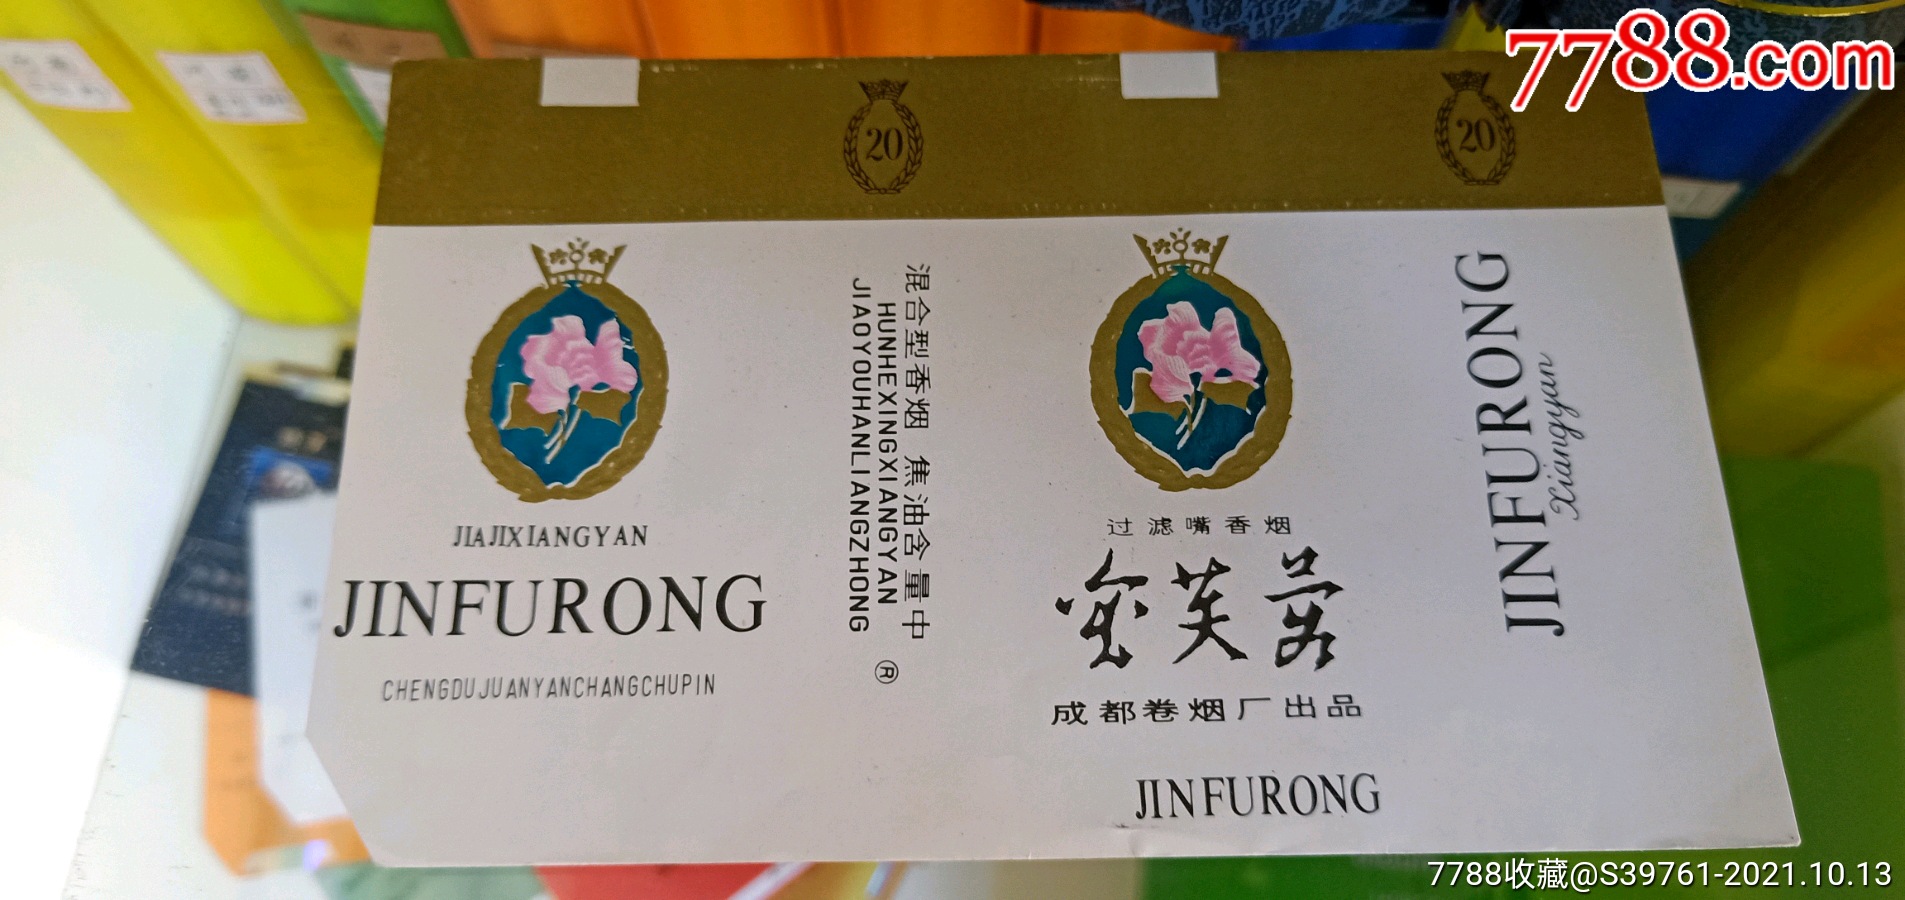 7788.com
20
20
JIAJIXIANGYAN
JINFURONG
CHENGDUJUANYANCHANGCHUPIN
混合型香烟 焦油含量中
HUNHEXINGXIANGYAN
JIAOYOUHANLIANGZHONG
®
过滤嘴香烟
金芙蓉
成都卷烟厂出品
JINFURONG
JINFURONG
Xiangyan
7788收藏@S39761-2021.10.13